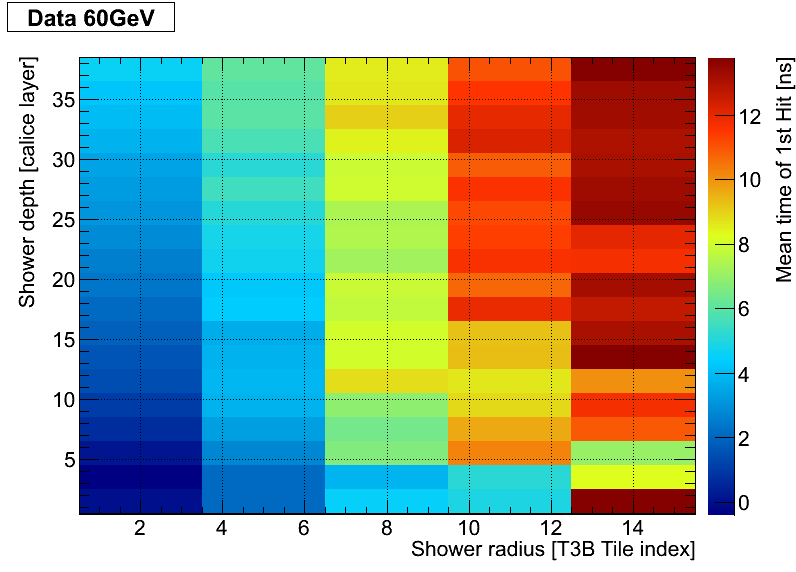 Data 60GeV
Shower depth [calice layer]
35
30
25
20
15
10
5
2 4 6 8 10 12 14
Shower radius [T3B Tile index]
12
10
8
6
4
2
0
Mean time of 1st Hit [ns]